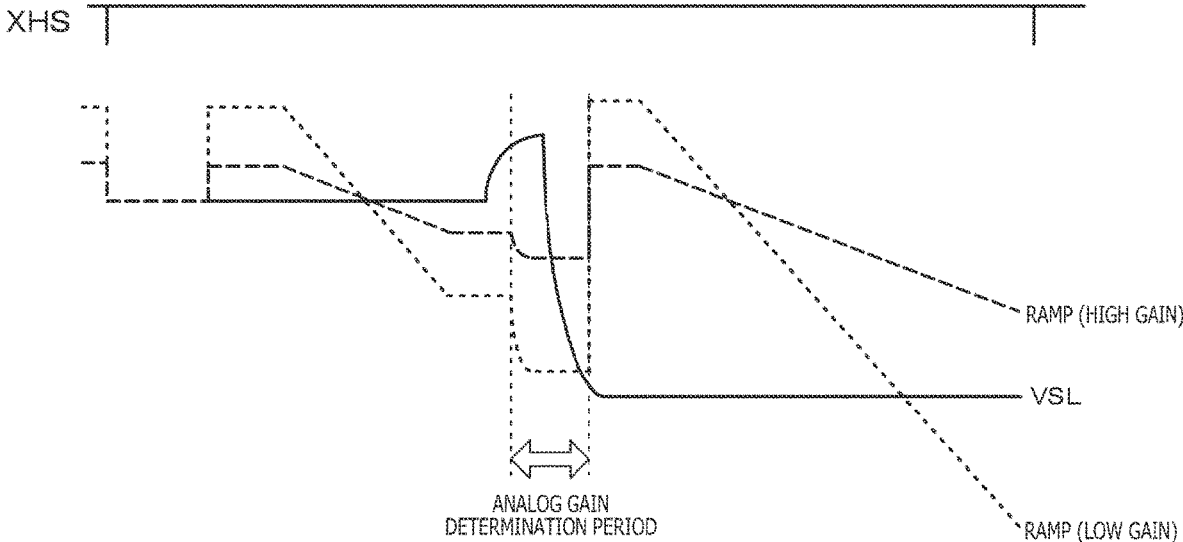 XHS
RAMP (HIGH GAIN)
VSL
ANALOG GAIN
DETERMINATION PERIOD
RAMP (LOW GAIN)